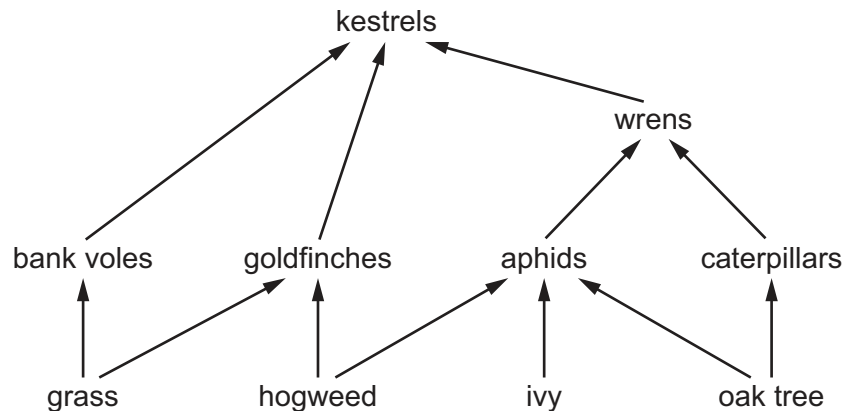 kestrels
wrens
bank voles
goldfinches
aphids
caterpillars
grass
hogweed
ivy
oak tree